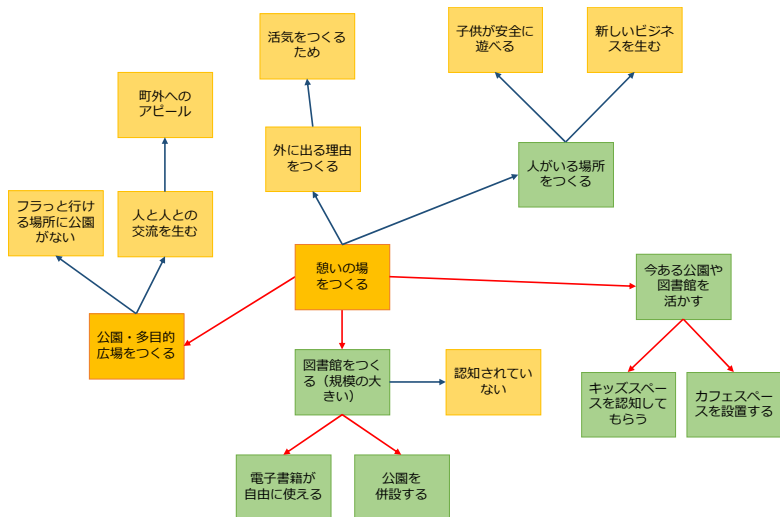 活気をつくる
ため
子供が安全に
遊べる
新しいビジネ
スを生む
町外への
アピール
外に出る理由
をつくる
人がいる場所
をつくる
フラっと行け
る場所に公園
がない
人と人との
交流を生む
憩いの場
をつくる
今ある公園や
図書館を
活かす
公園・多目的
広場をつくる
図書館をつく
る（規模の大
きい）
認知されてい
ない
キッズスペー
スを認知して
もらう
カフェスペー
スを設置する
電子書籍が
自由に使える
公園を
併設する